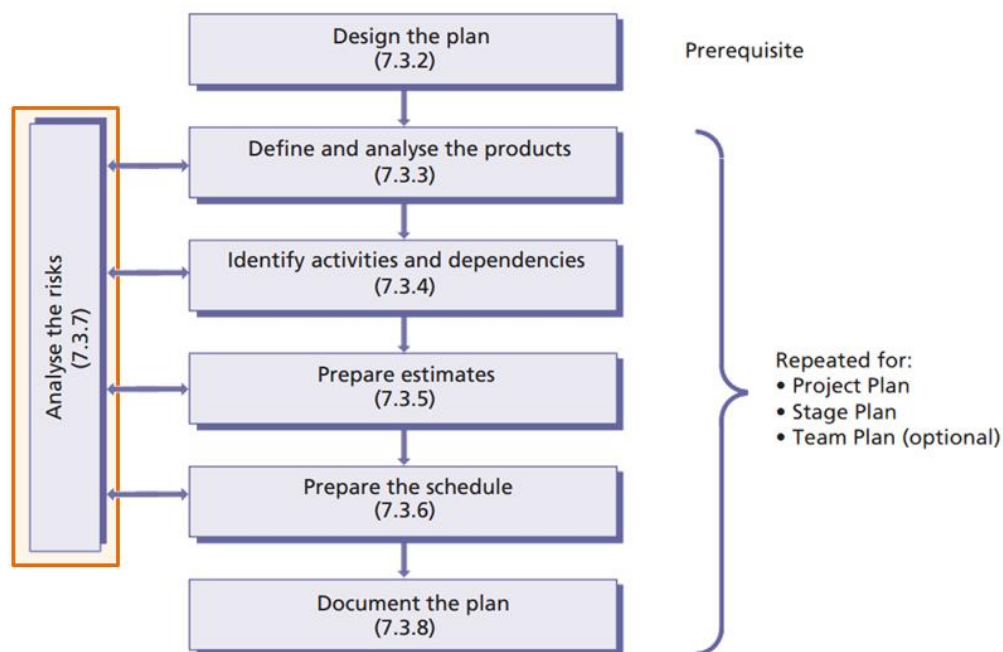 Design the plan
(7.3.2)
Prerequisite
Define and analyse the products
(7.3.3)
Identify activities and dependencies
(7.3.4)
Analyse the risks
(7.3.7)
Prepare estimates
(7.3.5)
Repeated for:
• Project Plan
• Stage Plan
• Team Plan (optional)
Prepare the schedule
(7.3.6)
Document the plan
(7.3.8)